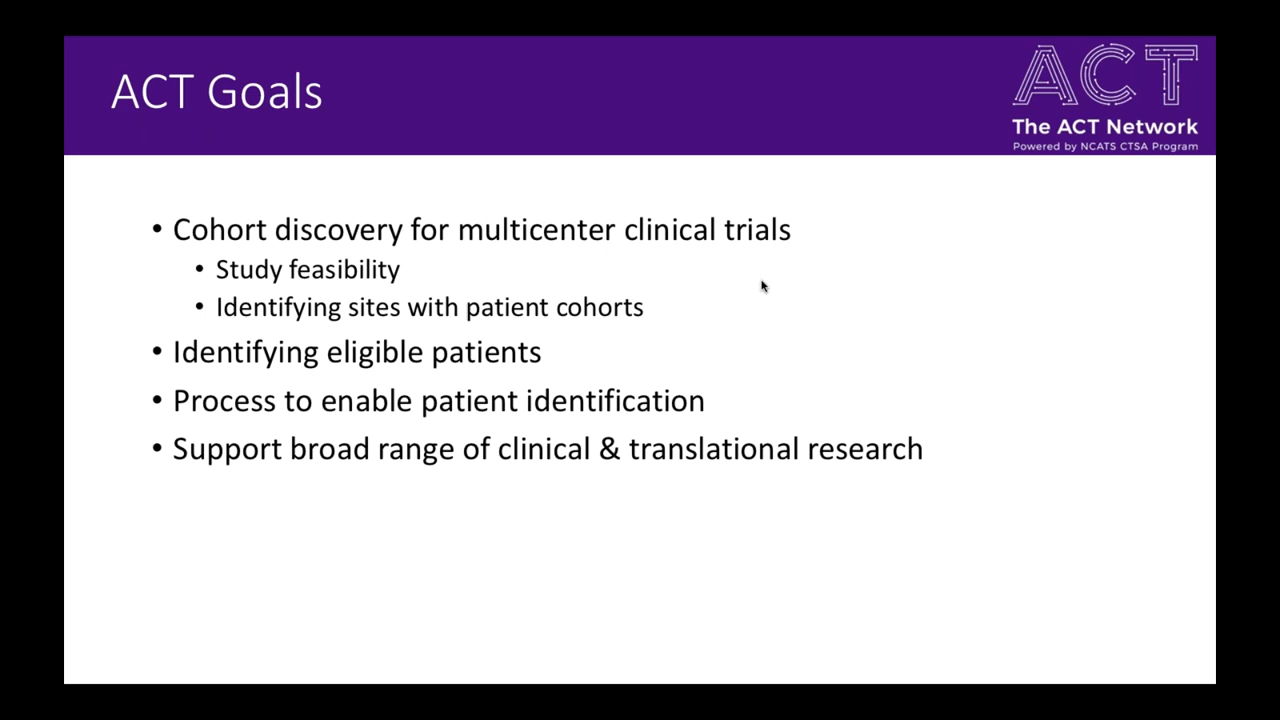 ACT Goals
ACT
The ACT Network
Powered by NCATS CTSA Program
• Cohort discovery for multicenter clinical trials
• Study feasibility
• Identifying sites with patient cohorts
• Identifying eligible patients
• Process to enable patient identification
• Support broad range of clinical & translational research